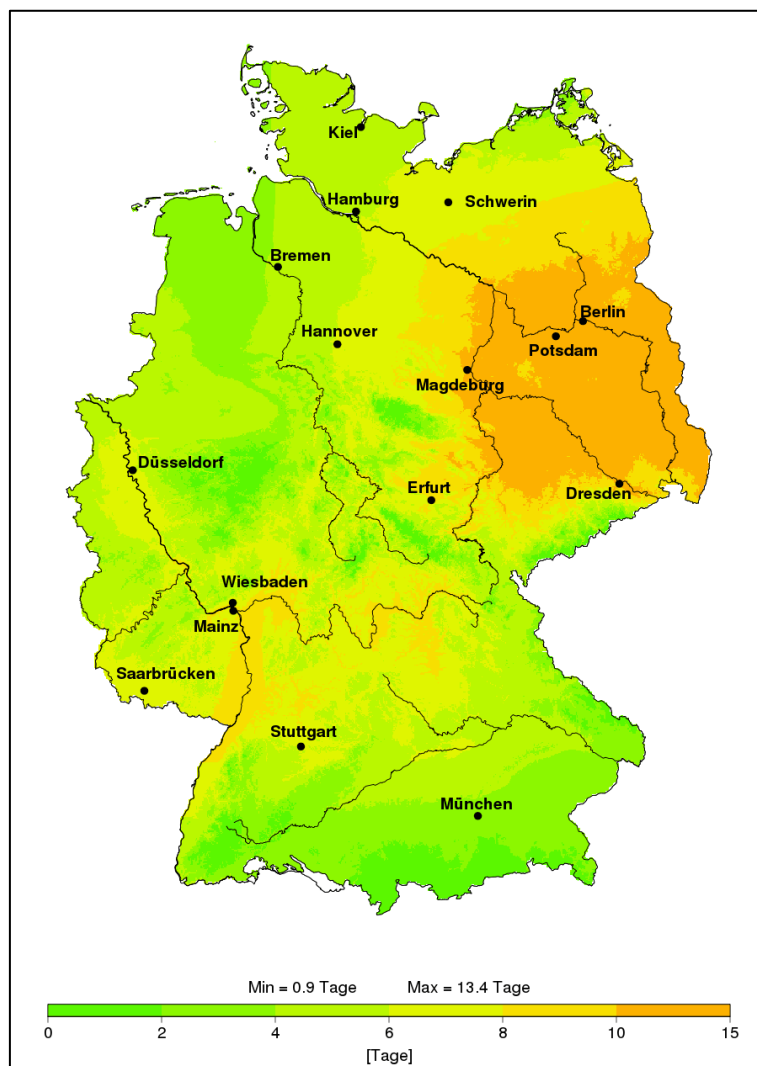 Kiel
Hamburg
Schwerin
Bremen
Berlin
Hannover
Potsdam
Magdeburg
Düsseldorf
Erfurt
Dresden
Wiesbaden
Mainz
Saarbrücken
Stuttgart
München
Min = 0.9 Tage Max = 13.4 Tage
0 2 4 6 8 10 15
[Tage]